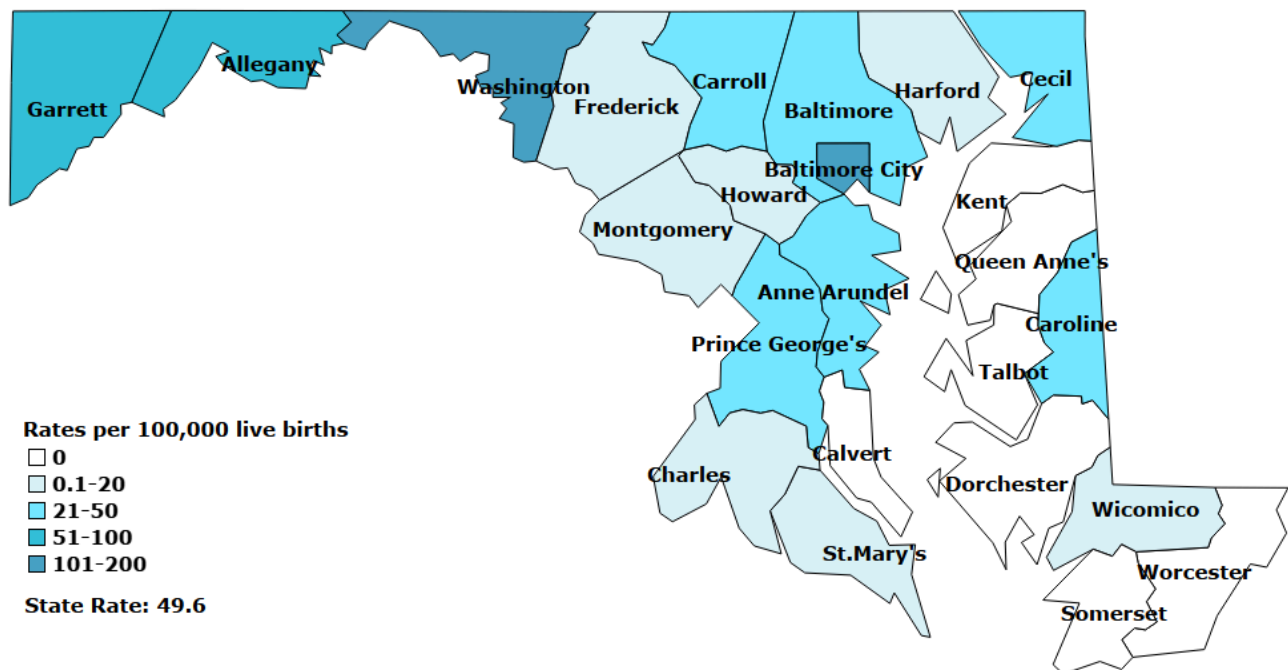 Garrett
Allegany
Washington
Frederick
Carroll
Baltimore
Harford
Cecil
Baltimore City
Howard
Montgomery
Kent
Queen Anne's
Anne Arundel
Prince George's
Caroline
Talbot
Calvert
Charles
Dorchester
Wicomico
St.Mary's
Worcester
Somerset
Rates per 100,000 live births
0
0.1-20
21-50
51-100
101-200
State Rate: 49.6